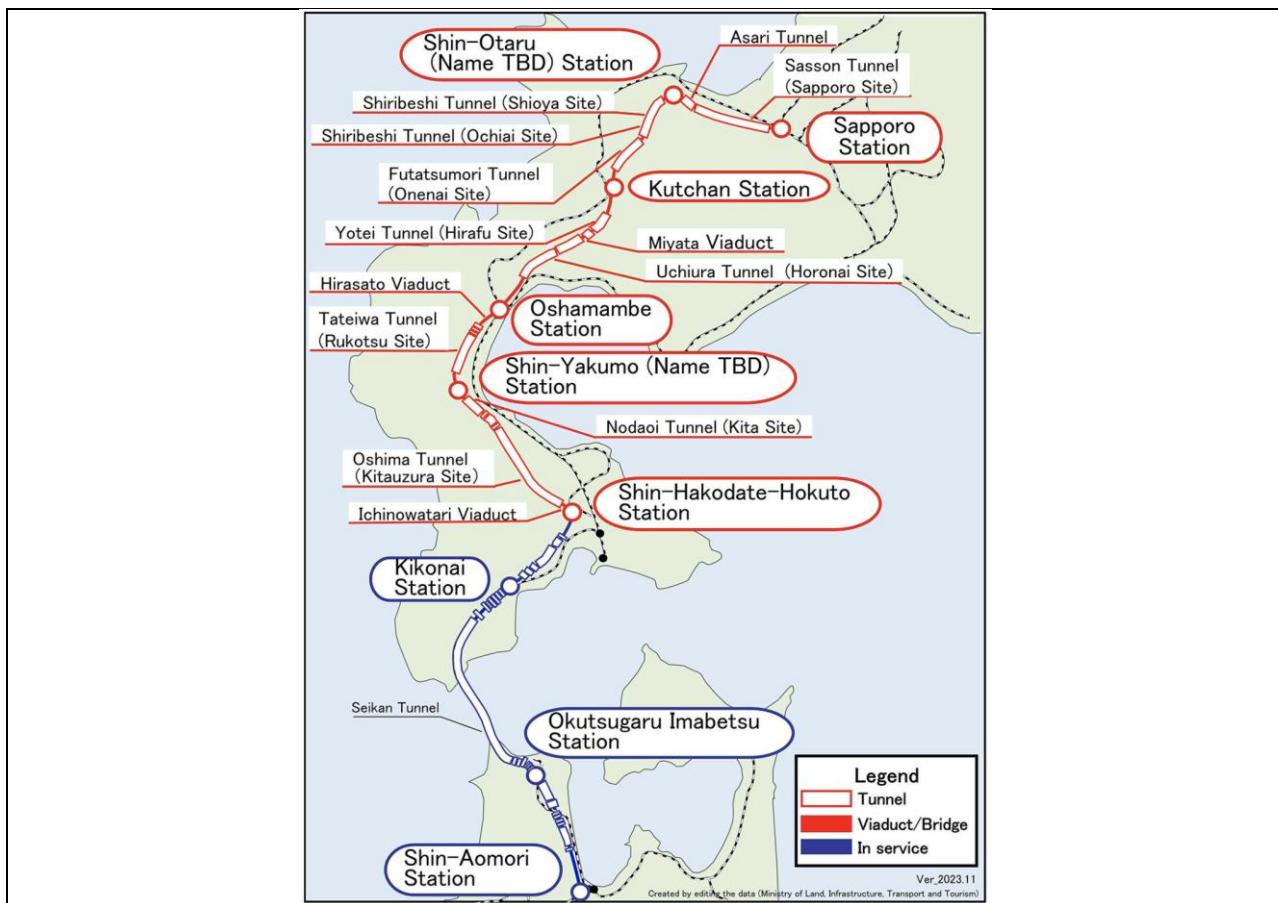 Shin-Otaru
(Name TBD) Station
Asari Tunnel
Sasson Tunnel
(Sapporo Site)
Shiribeshi Tunnel (Shioya Site)
Sapporo
Station
Shiribeshi Tunnel (Ochiai Site)
Futatsumori Tunnel
(Onenai Site)
Kutchan Station
Yotei Tunnel (Hirafu Site)
Miyata Viaduct
Uchiura Tunnel (Horonai Site)
Hirasato Viaduct
Oshamambe
Station
Tateiwa Tunnel
(Rukotsu Site)
Shin-Yakumo (Name TBD)
Station
Nodaoi Tunnel (Kita Site)
Oshima Tunnel
(Kitauzura Site)
Shin-Hakodate-Hokuto
Station
Ichinowatari Viaduct
Kikonai
Station
Seikan Tunnel
Okutsugaru Imabetsu
Station
Legend
Tunnel
Viaduct/Bridge
In service
Shin-Aomori
Station
Ver_2023.11
Created by editing the data (Ministry of Land, Infrastructure, Transport and Tourism)